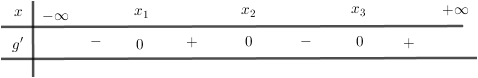 x −∞ x₁ x₂ x₃ +∞
g′ − 0 + 0 − 0 +